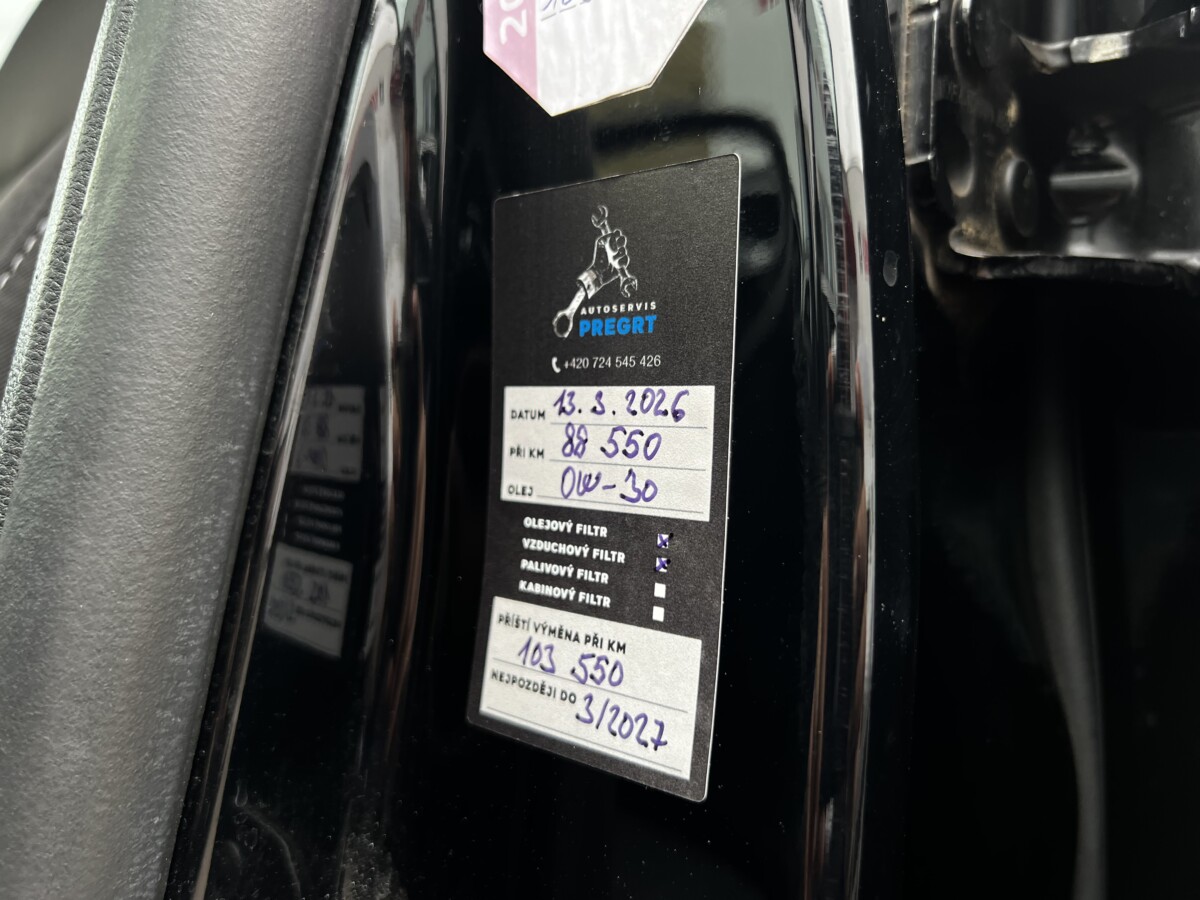 20
AUTOSERVIS
PREGRT
+420 724 545 426
DATUM 13. 3. 2026
PŘI KM 88 550
OLEJ 0W-30
OLEJOVÝ FILTR
VZDUCHOVÝ FILTR
PALIVOVÝ FILTR
KABINOVÝ FILTR
PŘÍŠTÍ VÝMĚNA PŘI KM
103 550
NEJPOZDĚJI DO 3/2027